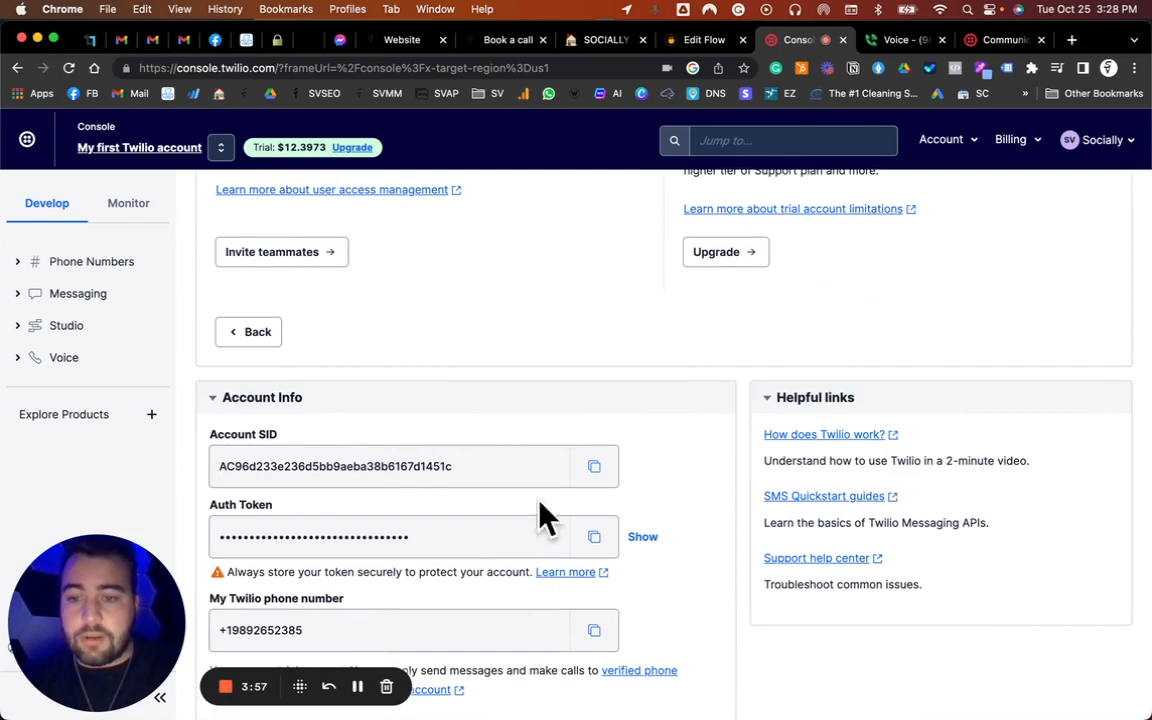 Chrome File Edit View History Bookmarks Profiles Tab Window Help Tue Oct 25 3:28 PM
Website Book a call SOCIALLY Edit Flow Conso Voice - (9 Communic
https://console.twilio.com/?frameUrl=%2Fconsole%3Fx-target-region%3Dus1
Apps FB Mail SVSEO SVMM SVAP SV AI DNS EZ The #1 Cleaning S... SC » Other Bookmarks
Console
My first Twilio account
Trial: $12.3973 Upgrade
Jump to...
Account
Billing
SV Socially
Develop Monitor
Phone Numbers
Messaging
Studio
Voice
Explore Products +
higher tier of Support plan and more.
Learn more about user access management
Learn more about trial account limitations
Invite teammates →
Upgrade →
Back
Account Info
Account SID
AC96d233e236d5bb9aeba38b6167d1451c
Auth Token
Show
Always store your token securely to protect your account. Learn more
My Twilio phone number
+19892652385
only send messages and make calls to verified phone
account
Helpful links
How does Twilio work?
Understand how to use Twilio in a 2-minute video.
SMS Quickstart guides
Learn the basics of Twilio Messaging APIs.
Support help center
Troubleshoot common issues.
3:57